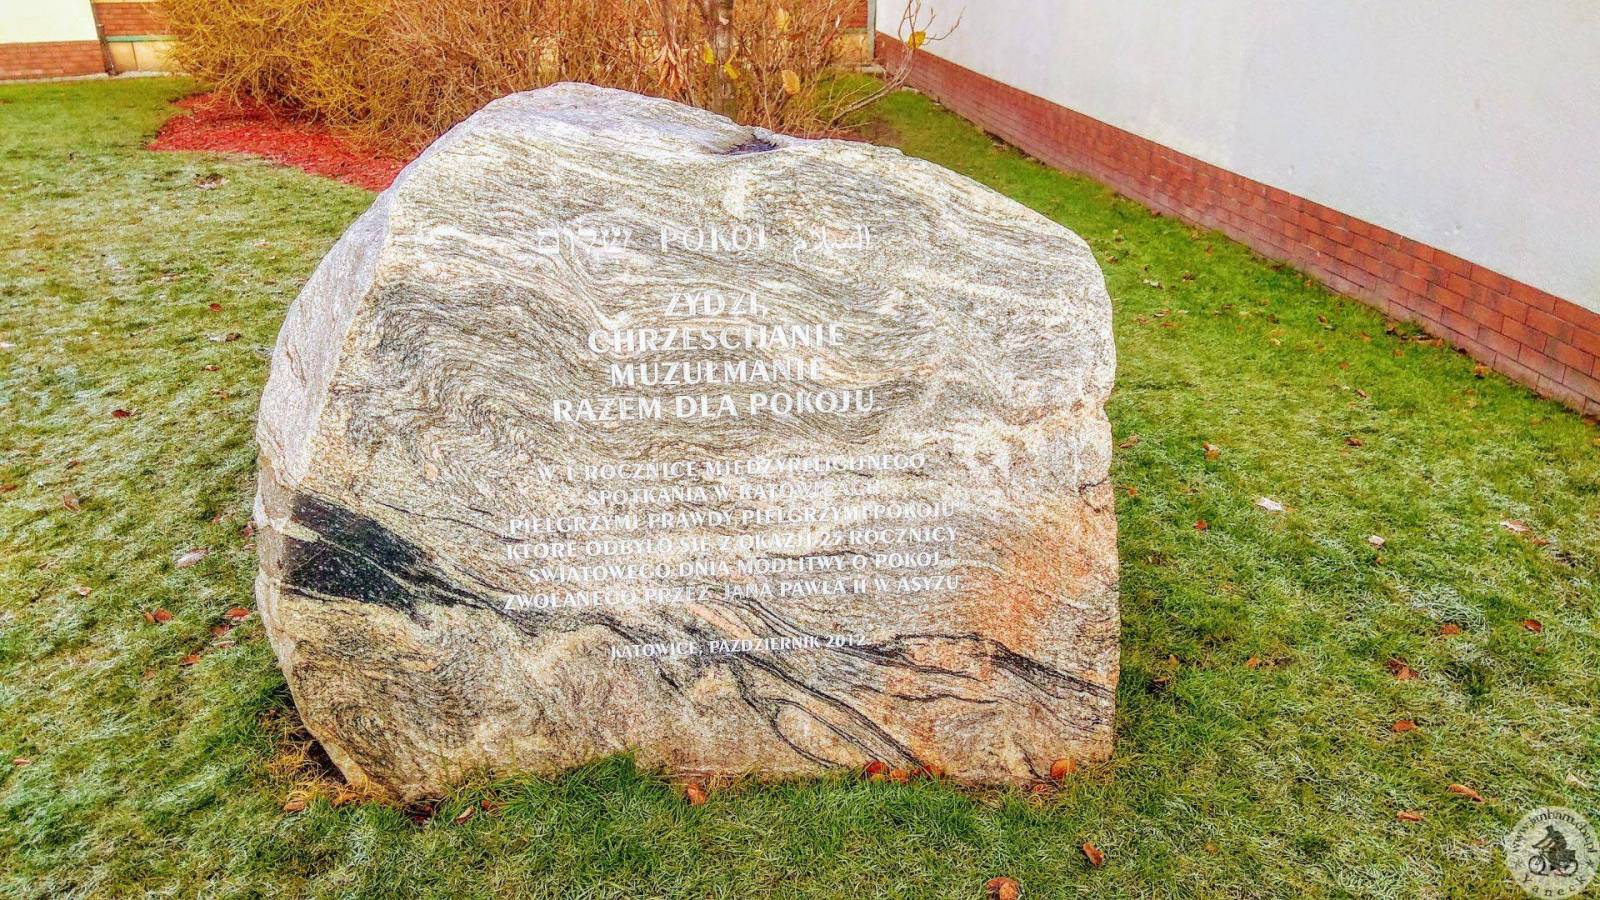 שלום POKÓJ السلام
ŻYDZI,
CHRZEŚCIJANIE
MUZUŁMANIE
RAZEM DLA POKOJU
W I ROCZNICĘ MIĘDZYRELIGIJNEGO
SPOTKANIA W KATOWICACH
PIELGRZYMI PRAWDY PIELGRZYMI POKOJU
KTÓRE ODBYŁO SIĘ Z OKAZJI 25 ROCZNICY
ŚWIATOWEGO DNIA MODLITWY O POKÓJ
ZWOŁANEGO PRZEZ JANA PAWŁA II W ASYŻU
KATOWICE, PAŹDZIERNIK 2012